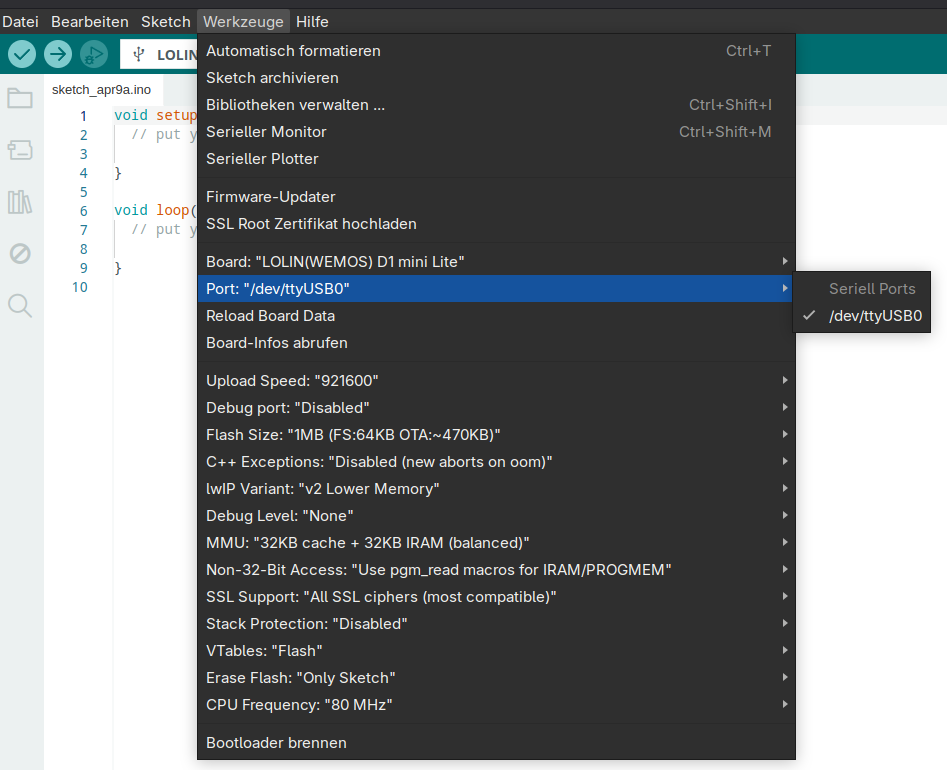 Datei Bearbeiten Sketch Werkzeuge Hilfe
LOLIN
sketch_apr9a.ino
1 void setup
2 // put y
3
4 }
5
6 void loop(
7 // put y
8
9 }
10
Automatisch formatieren Ctrl+T
Sketch archivieren
Bibliotheken verwalten ... Ctrl+Shift+I
Serieller Monitor Ctrl+Shift+M
Serieller Plotter
Firmware-Updater
SSL Root Zertifikat hochladen
Board: "LOLIN(WEMOS) D1 mini Lite"
Port: "/dev/ttyUSB0"
Seriell Ports
/dev/ttyUSB0
Reload Board Data
Board-Infos abrufen
Upload Speed: "921600"
Debug port: "Disabled"
Flash Size: "1MB (FS:64KB OTA:~470KB)"
C++ Exceptions: "Disabled (new aborts on oom)"
lwIP Variant: "v2 Lower Memory"
Debug Level: "None"
MMU: "32KB cache + 32KB IRAM (balanced)"
Non-32-Bit Access: "Use pgm_read macros for IRAM/PROGMEM"
SSL Support: "All SSL ciphers (most compatible)"
Stack Protection: "Disabled"
VTables: "Flash"
Erase Flash: "Only Sketch"
CPU Frequency: "80 MHz"
Bootloader brennen